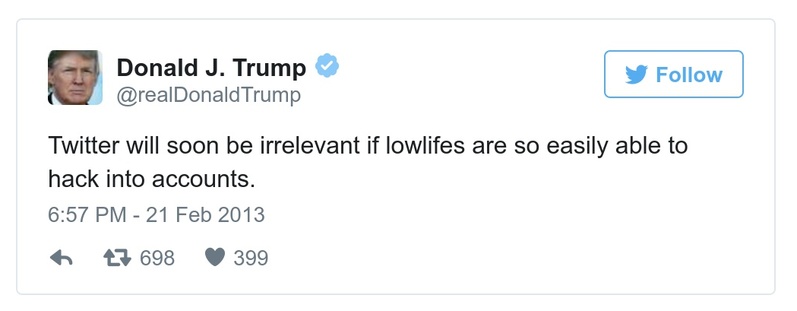 Donald J. Trump
@realDonaldTrump
Follow
Twitter will soon be irrelevant if lowlifes are so easily able to
hack into accounts.
6:57 PM - 21 Feb 2013
698 399